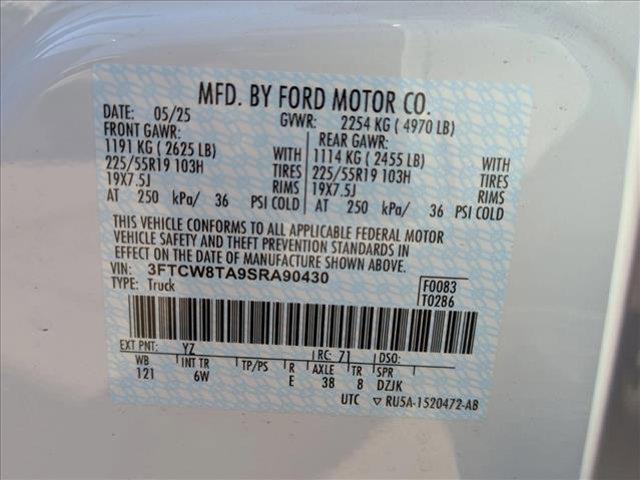 MFD. BY FORD MOTOR CO.
DATE: 05/25 GVWR: 2254 KG ( 4970 LB)
FRONT GAWR: REAR GAWR:
1191 KG ( 2625 LB) WITH 1114 KG ( 2455 LB) WITH
225/55R19 103H TIRES 225/55R19 103H TIRES
19X7.5J RIMS 19X7.5J RIMS
AT 250 kPa/ 36 PSI COLD AT 250 kPa/ 36 PSI COLD
THIS VEHICLE CONFORMS TO ALL APPLICABLE FEDERAL MOTOR
VEHICLE SAFETY AND THEFT PREVENTION STANDARDS IN
EFFECT ON THE DATE OF MANUFACTURE SHOWN ABOVE.
VIN: 3FTCW8TA9SRA90430 F0083
TYPE: Truck T0286
EXT PNT: YZ RC: 71 DSO:
WB INT TR TP/PS R AXLE TR SPR
121 6W E 38 8 DZJK
UTC ▽ RU5A-1520472-AB